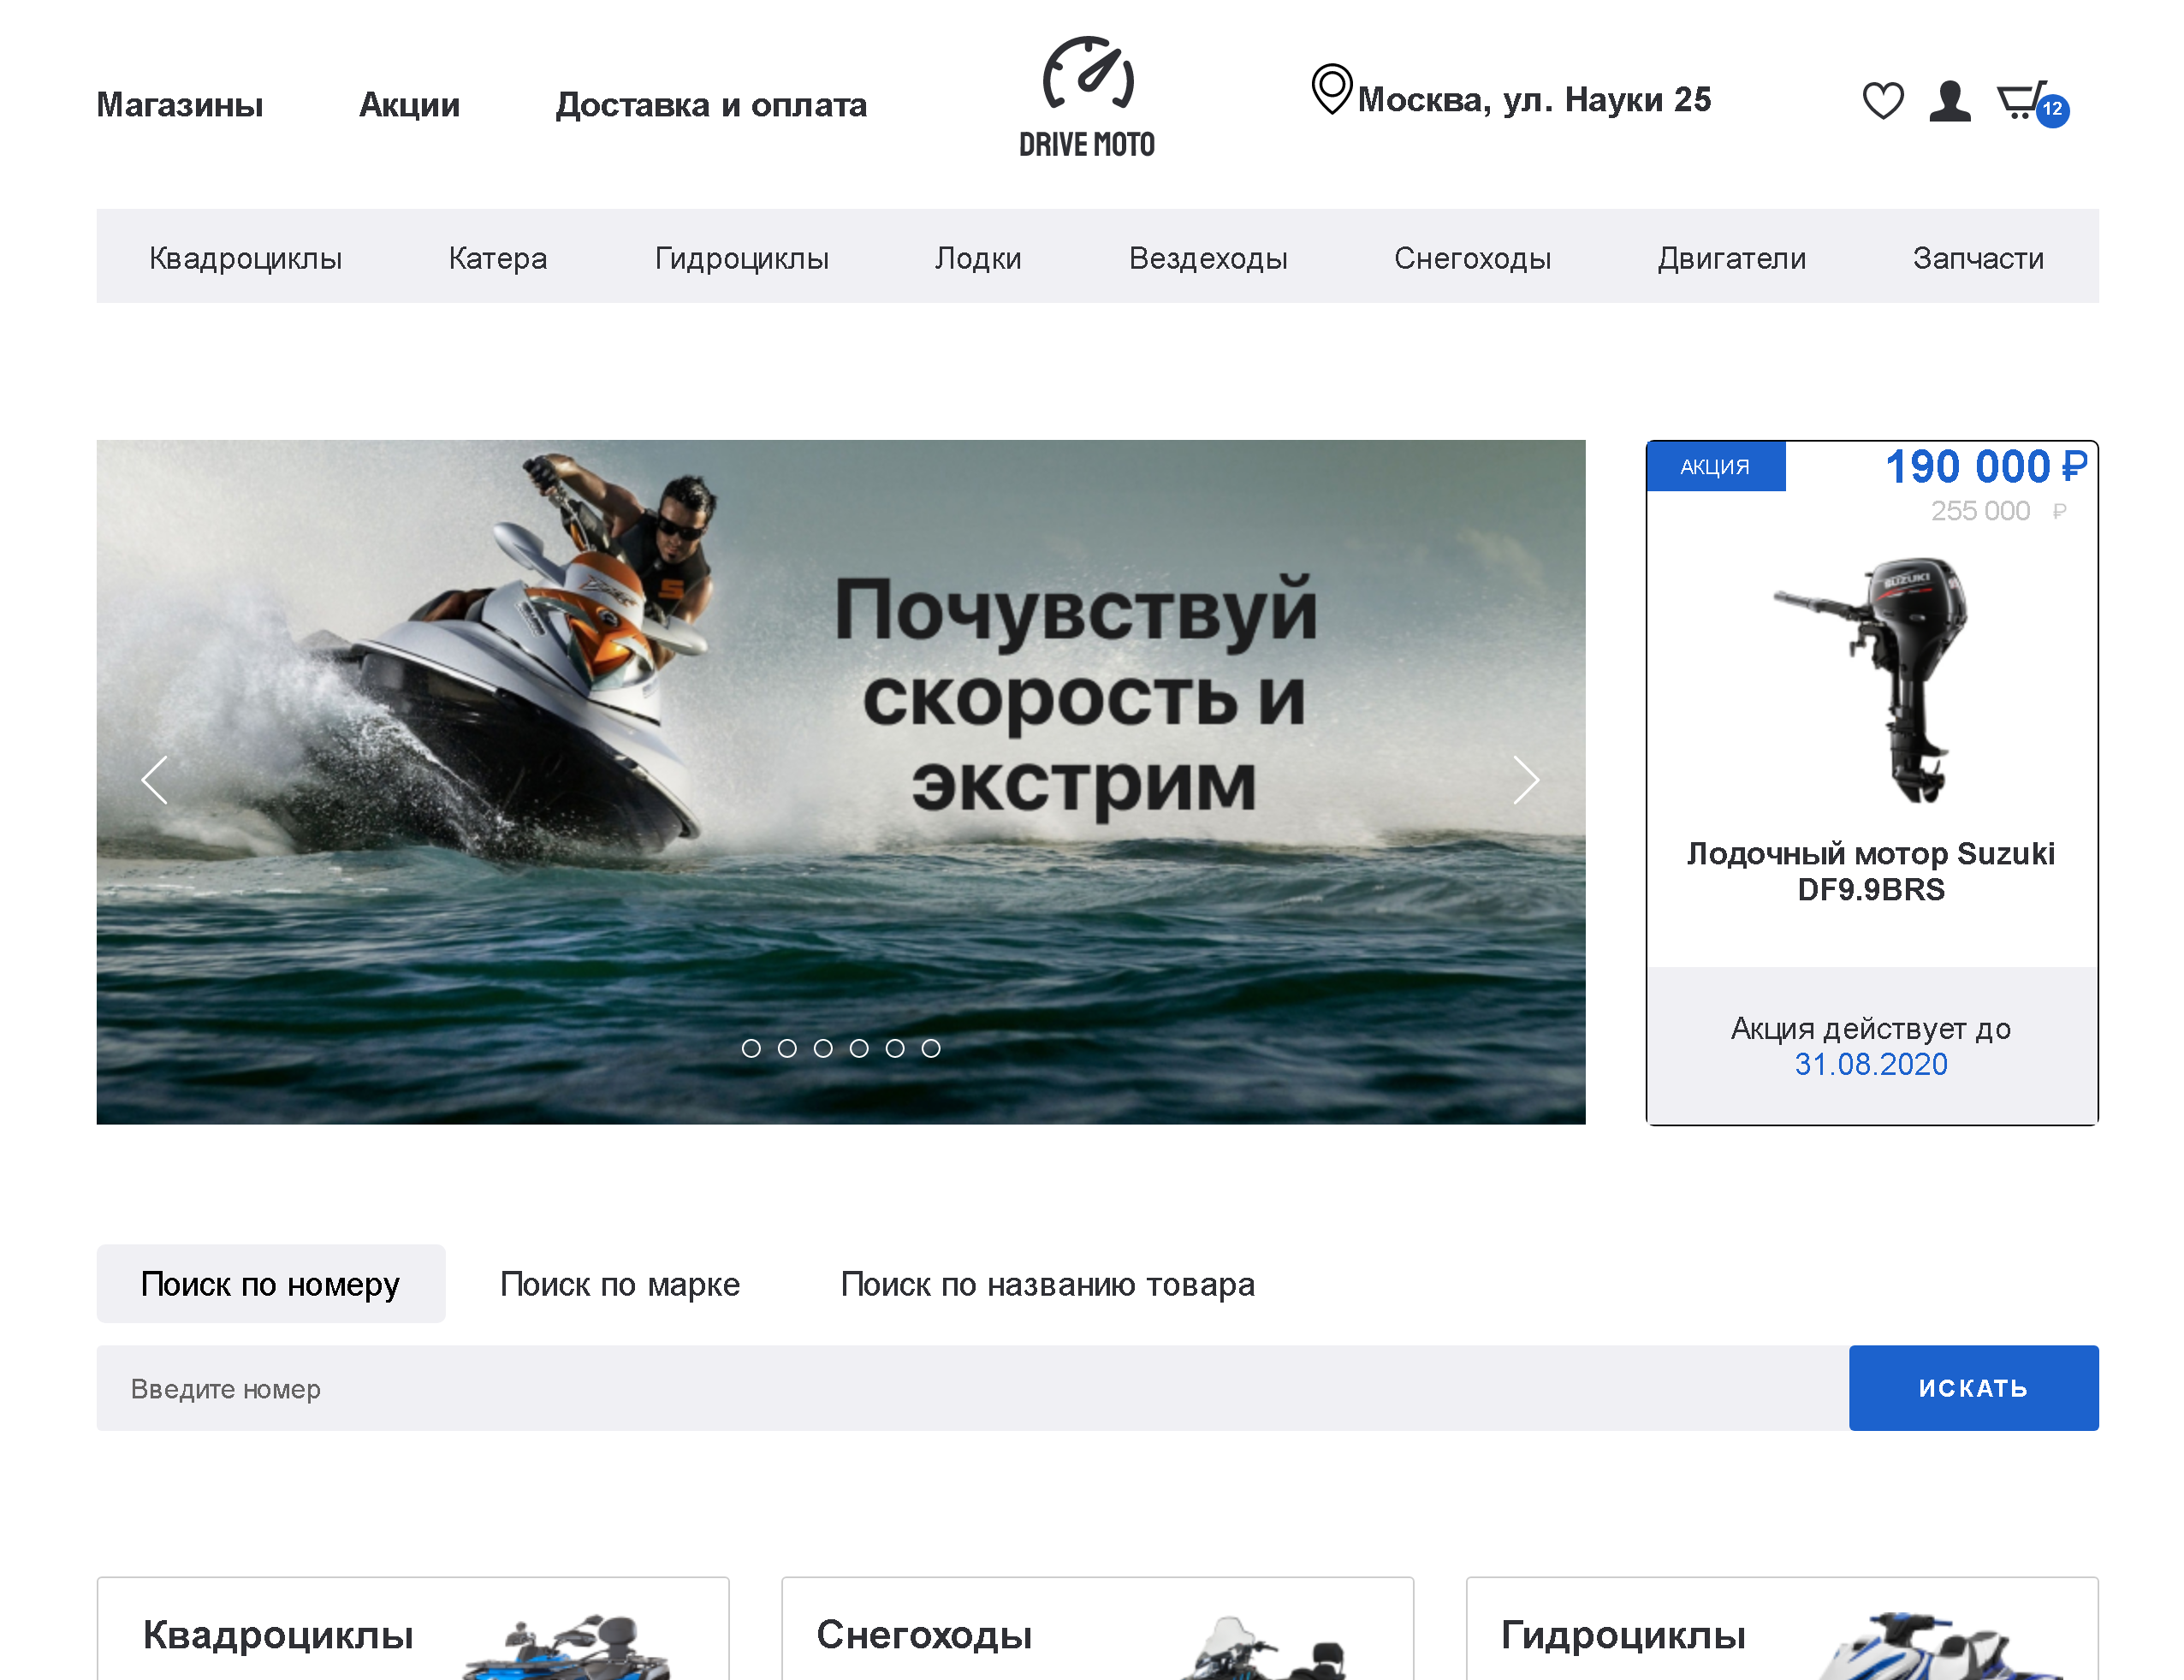 Магазины
Акции
Доставка и оплата
DRIVE MOTO
Москва, ул. Науки 25
12
Квадроциклы
Катера
Гидроциклы
Лодки
Вездеходы
Снегоходы
Двигатели
Запчасти
Почувствуй
скорость и
экстрим
АКЦИЯ
190 000 ₽
255 000 ₽
SUZUKI
Лодочный мотор Suzuki
DF9.9BRS
Акция действует до
31.08.2020
Поиск по номеру
Поиск по марке
Поиск по названию товара
Введите номер
ИСКАТЬ
Квадроциклы
Снегоходы
Гидроциклы